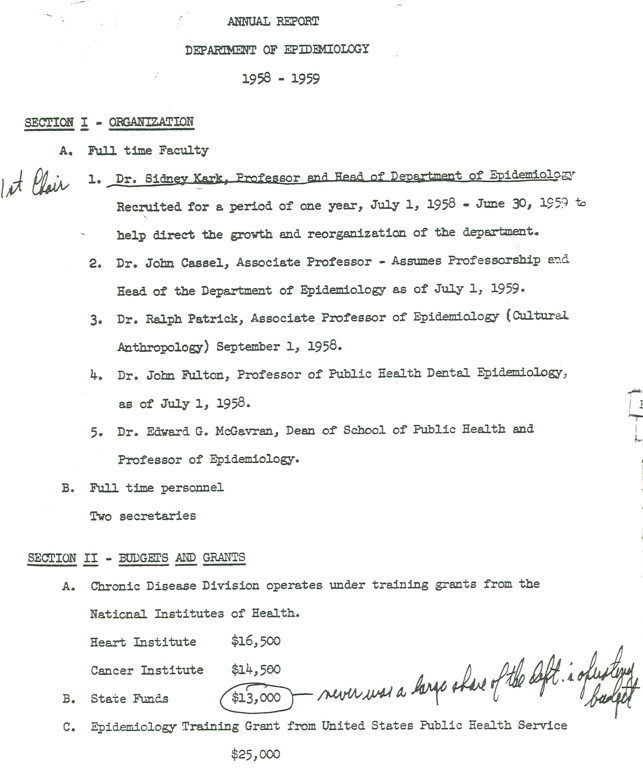 ANNUAL REPORT
DEPARTMENT OF EPIDEMIOLOGY
1958 - 1959
SECTION I - ORGANIZATION
A. Full time Faculty
1st Chair
1. Dr. Sidney Kark, Professor and Head of Department of Epidemiology
Recruited for a period of one year, July 1, 1958 - June 30, 1959 to
help direct the growth and reorganization of the department.
2. Dr. John Cassel, Associate Professor - Assumes Professorship and
Head of the Department of Epidemiology as of July 1, 1959.
3. Dr. Ralph Patrick, Associate Professor of Epidemiology (Cultural
Anthropology) September 1, 1958.
4. Dr. John Fulton, Professor of Public Health Dental Epidemiology,
as of July 1, 1958.
5. Dr. Edward G. McGavran, Dean of School of Public Health and
Professor of Epidemiology.
B. Full time personnel
Two secretaries
SECTION II - BUDGETS AND GRANTS
A. Chronic Disease Division operates under training grants from the
National Institutes of Health.
Heart Institute $16,500
Cancer Institute $14,580
B. State Funds $13,000 — never was a large share of the dept.'s
budget
C. Epidemiology Training Grant from United States Public Health Service
$25,000